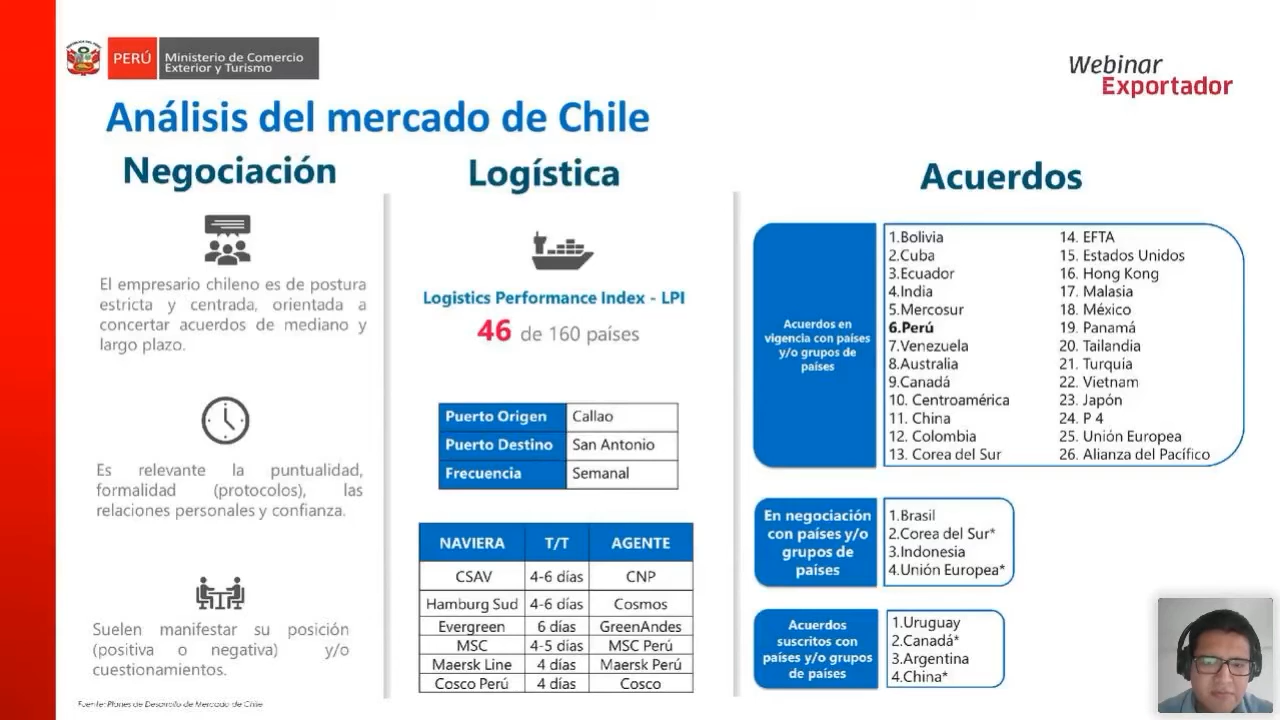 PERÚ
Ministerio de Comercio
Exterior y Turismo
Webinar
Exportador
Análisis del mercado de Chile
Negociación
El empresario chileno es de postura
estricta y centrada, orientada a
concertar acuerdos de mediano y
largo plazo.
Es relevante la puntualidad,
formalidad (protocolos), las
relaciones personales y confianza.
Suelen manifestar su posición
(positiva o negativa) y/o
cuestionamientos.
Fuente: Planes de Desarrollo de Mercado de Chile
Logística
Logistics Performance Index - LPI
46 de 160 países
Puerto Origen Callao
Puerto Destino San Antonio
Frecuencia Semanal
NAVIERA T/T AGENTE
CSAV 4-6 días CNP
Hamburg Sud 4-6 días Cosmos
Evergreen 6 días GreenAndes
MSC 4-5 días MSC Perú
Maersk Line 4 días Maersk Perú
Cosco Perú 4 días Cosco
Acuerdos
Acuerdos en
vigencia con países
y/o grupos de
países
1.Bolivia
2.Cuba
3.Ecuador
4.India
5.Mercosur
6.Perú
7.Venezuela
8.Australia
9.Canadá
10. Centroamérica
11. China
12. Colombia
13. Corea del Sur
14. EFTA
15. Estados Unidos
16. Hong Kong
17. Malasia
18. México
19. Panamá
20. Tailandia
21. Turquía
22. Vietnam
23. Japón
24. P 4
25. Unión Europea
26. Alianza del Pacífico
En negociación
con países y/o
grupos de
países
1.Brasil
2.Corea del Sur*
3.Indonesia
4.Unión Europea*
Acuerdos
suscritos con
países y/o grupos
de países
1.Uruguay
2.Canadá*
3.Argentina
4.China*